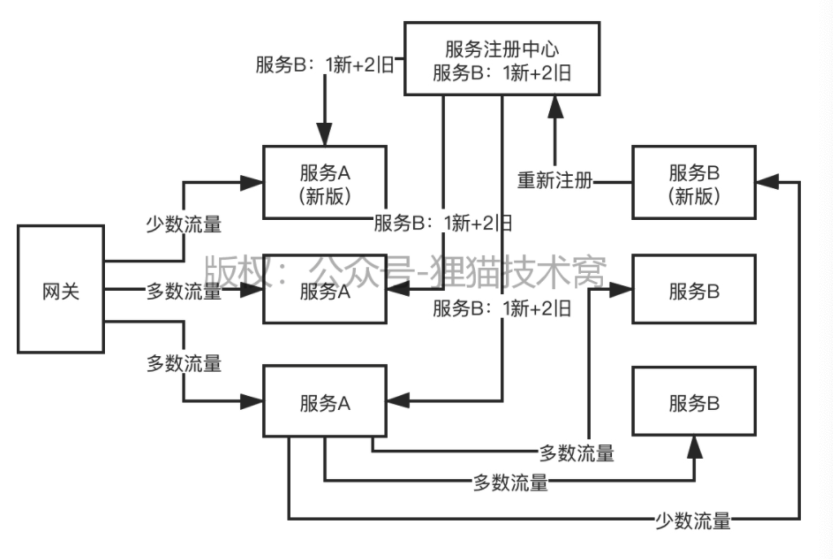 服务注册中心
服务B：1新+2旧
服务B：1新+2旧
服务A
（新版）
重新注册
服务B
（新版）
少数流量
服务B：1新+2旧
版权：公众号-狸猫技术窝
网关
多数流量
服务A
服务B
服务B：1新+2旧
多数流量
服务A
服务B
多数流量
多数流量
少数流量